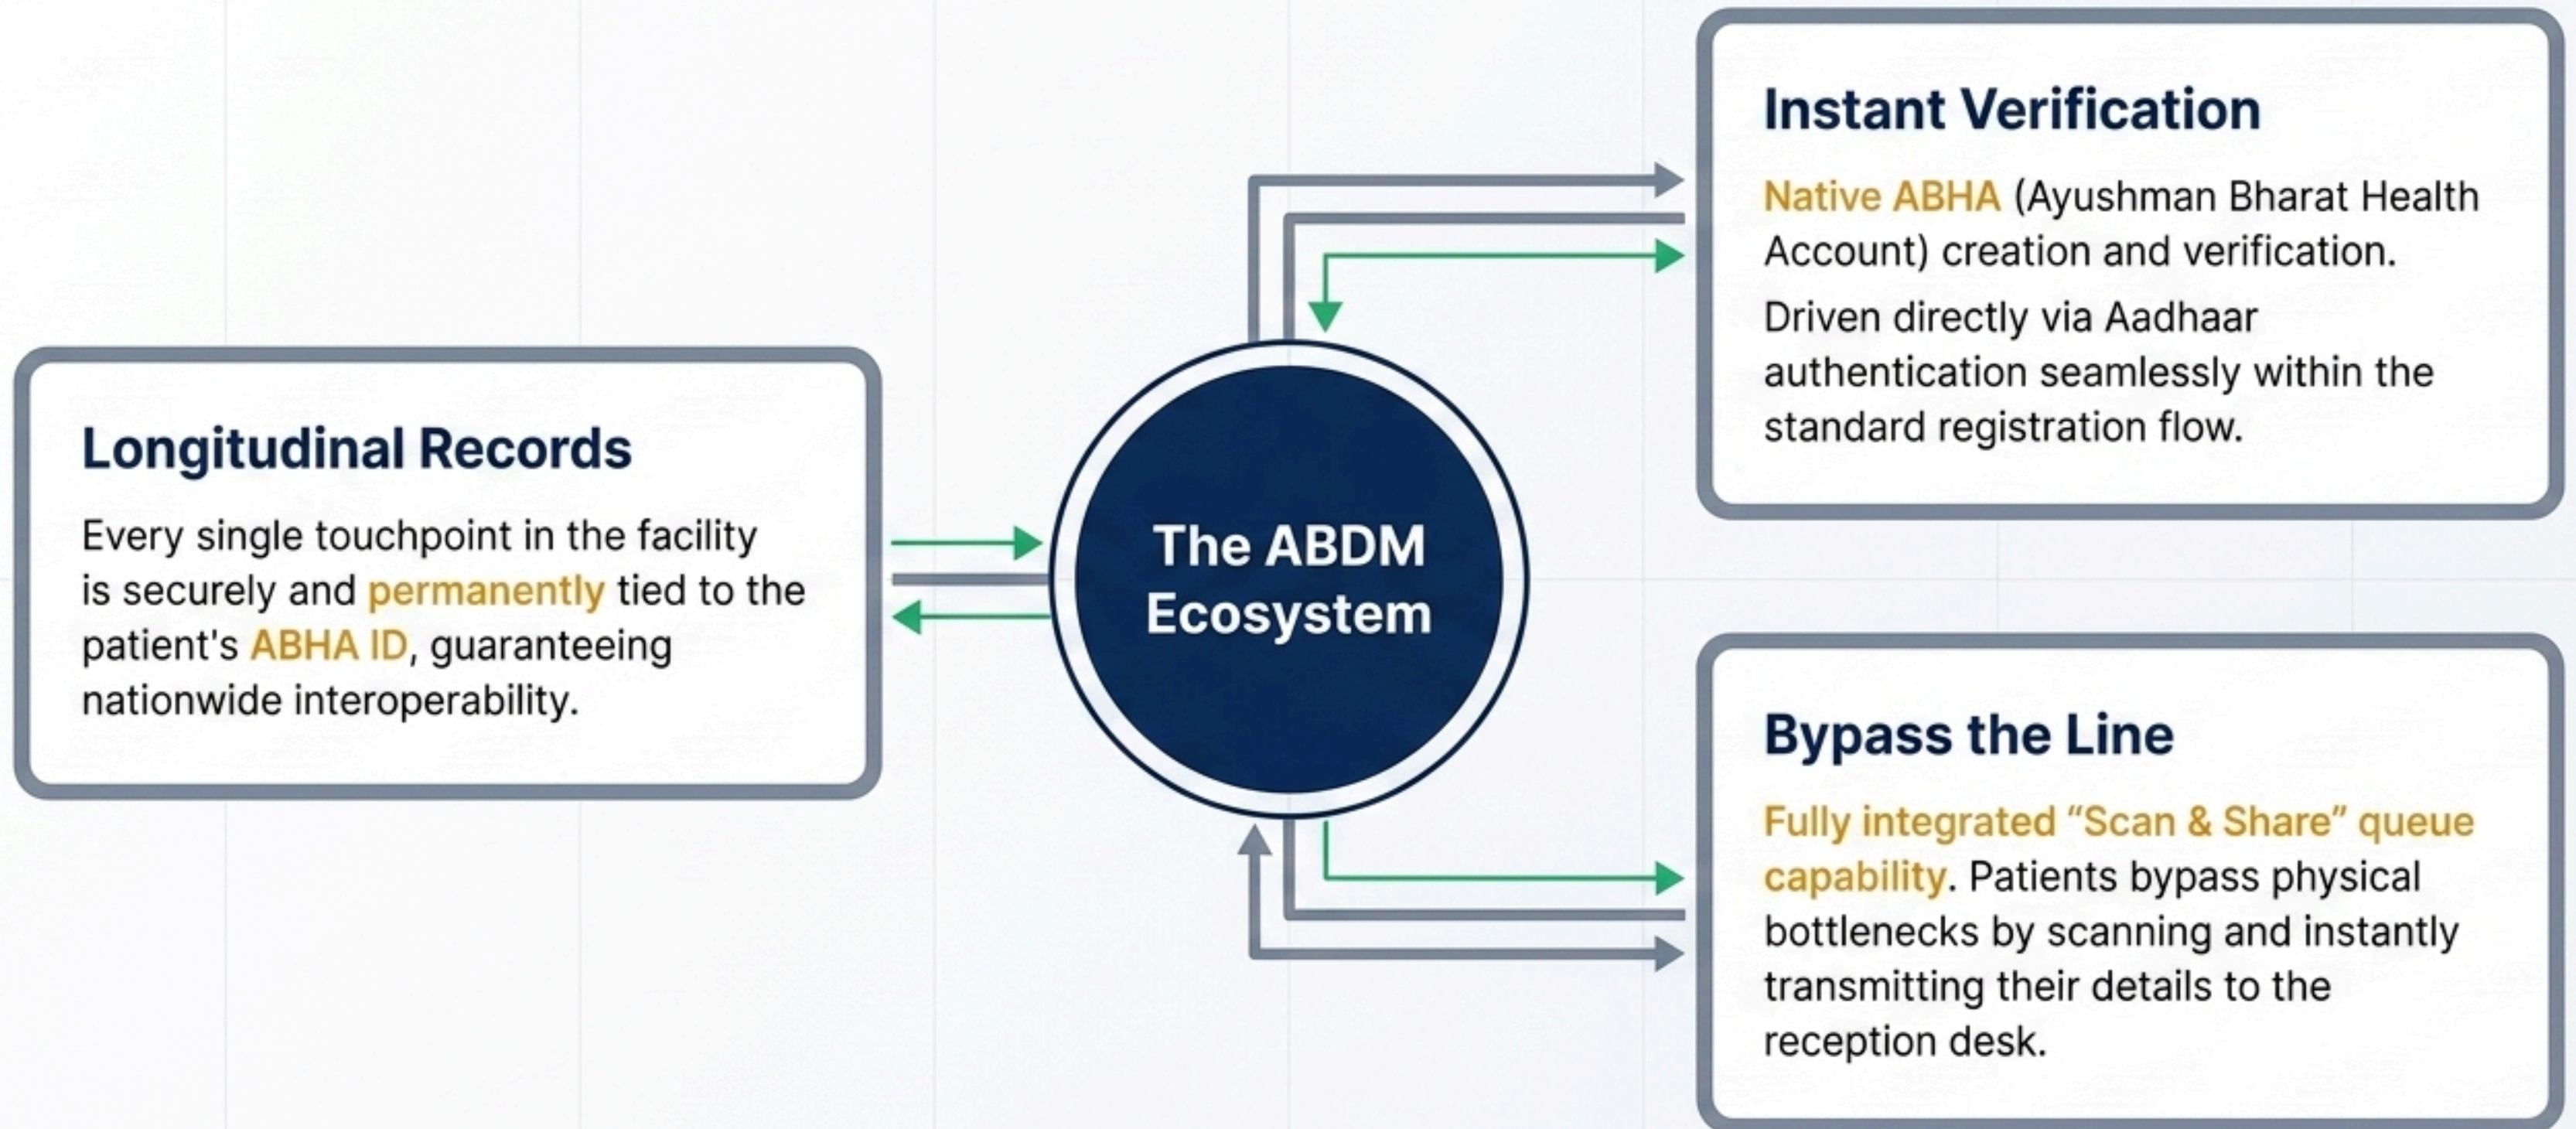 Longitudinal Records
Every single touchpoint in the facility
is securely and permanently tied to the
patient's ABHA ID, guaranteeing
nationwide interoperability.
The ABDM
Ecosystem
Instant Verification
Native ABHA (Ayushman Bharat Health
Account) creation and verification.
Driven directly via Aadhaar
authentication seamlessly within the
standard registration flow.
Bypass the Line
Fully integrated “Scan & Share” queue
capability. Patients bypass physical
bottlenecks by scanning and instantly
transmitting their details to the
reception desk.